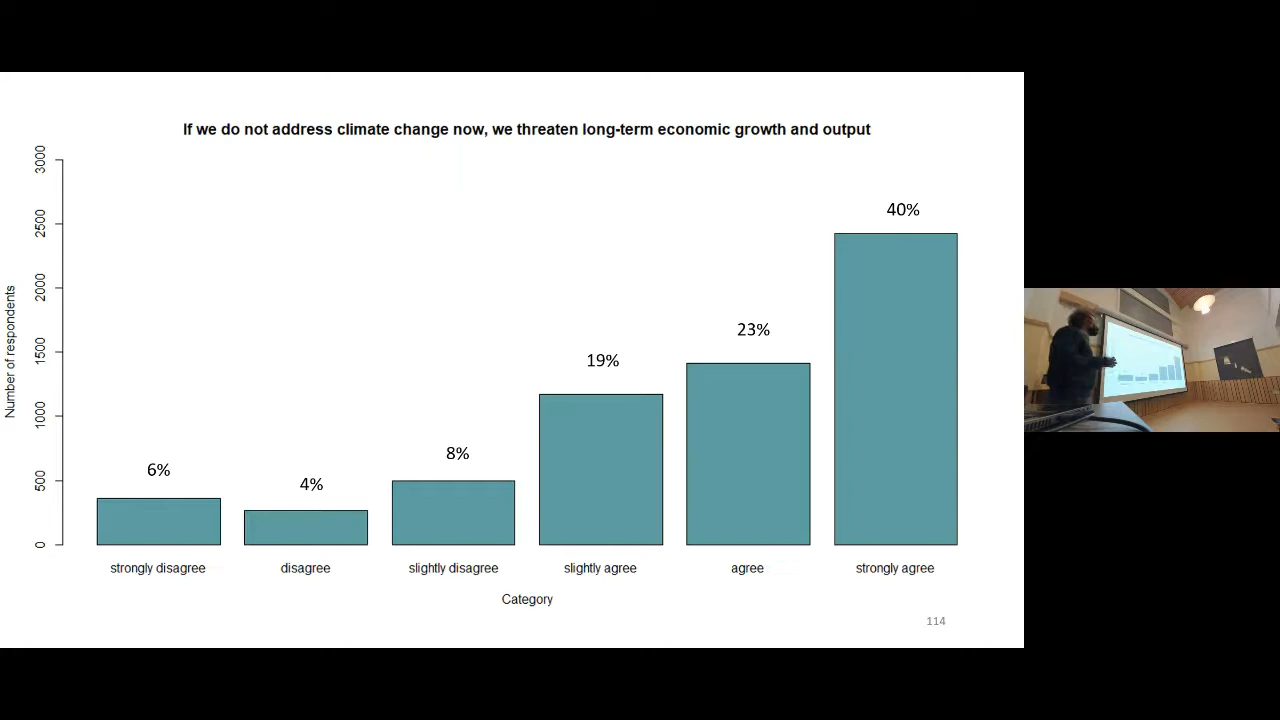 If we do not address climate change now, we threaten long-term economic growth and output
3000
2500
2000
1500
1000
500
0
Number of respondents
6%
4%
8%
19%
23%
40%
strongly disagree
disagree
slightly disagree
slightly agree
agree
strongly agree
Category
114